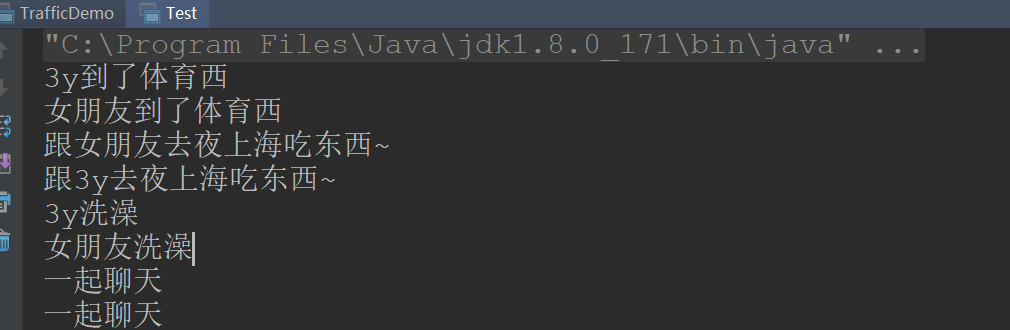 TrafficDemo Test
"C:\Program Files\Java\jdk1.8.0_171\bin\java" ...
3y到了体育西
女朋友到了体育西
跟女朋友去夜上海吃东西~
跟3y去夜上海吃东西~
3y洗澡
女朋友洗澡
一起聊天
一起聊天